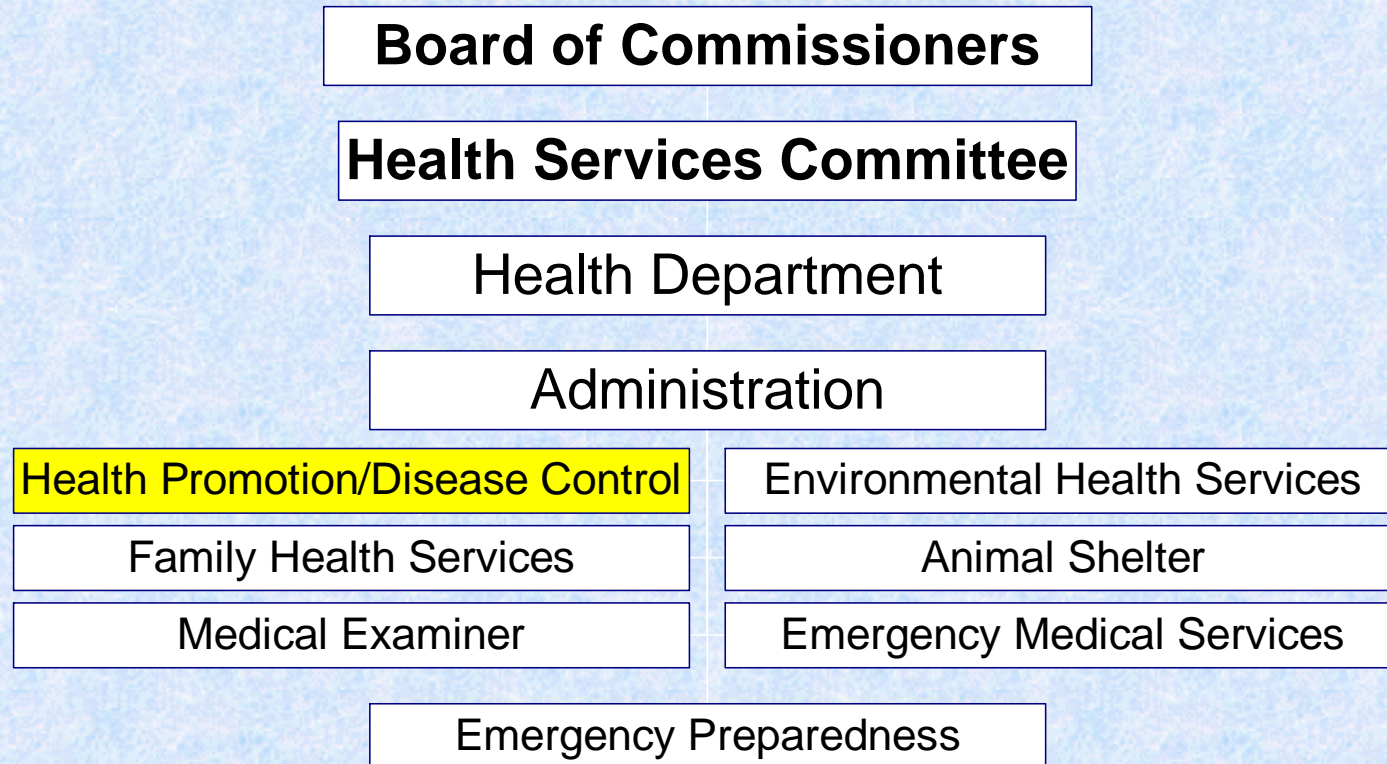 Board of Commissioners
Health Services Committee
Health Department
Administration
Health Promotion/Disease Control
Environmental Health Services
Family Health Services
Animal Shelter
Medical Examiner
Emergency Medical Services
Emergency Preparedness